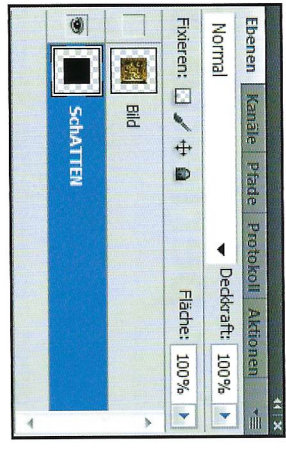 Ebenen Kanäle Pfade Protokoll Aktionen
Normal Deckkraft: 100%
Fixieren: Fläche: 100%
Bild
SchATTEN